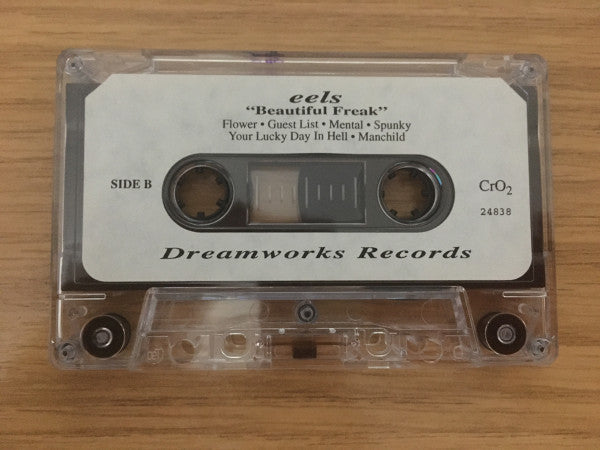 eels
"Beautiful Freak"
Flower • Guest List • Mental • Spunky
Your Lucky Day In Hell • Manchild
SIDE B
CrO2
24838
Dreamworks Records